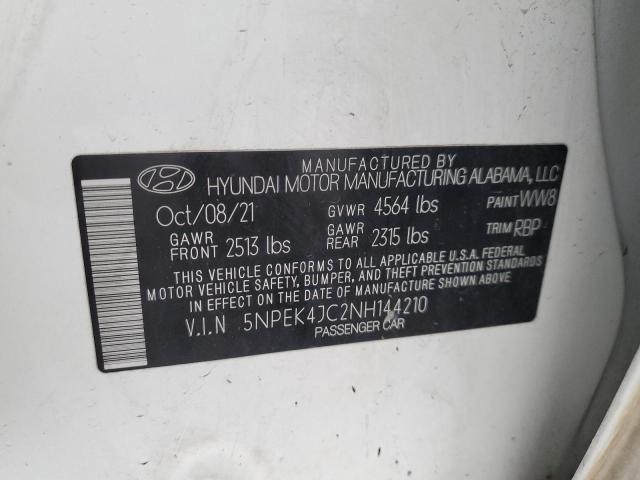 MANUFACTURED BY
HYUNDAI MOTOR MANUFACTURING ALABAMA, LLC
Oct/08/21 GVWR 4564 lbs PAINT WW8
GAWR FRONT 2513 lbs GAWR REAR 2315 lbs TRIM RBP
THIS VEHICLE CONFORMS TO ALL APPLICABLE U.S.A. FEDERAL
MOTOR VEHICLE SAFETY, BUMPER, AND THEFT PREVENTION STANDARDS
IN EFFECT ON THE DATE OF MANUFACTURE SHOWN ABOVE
V.I.N 5NPEK4JC2NH144210
PASSENGER CAR